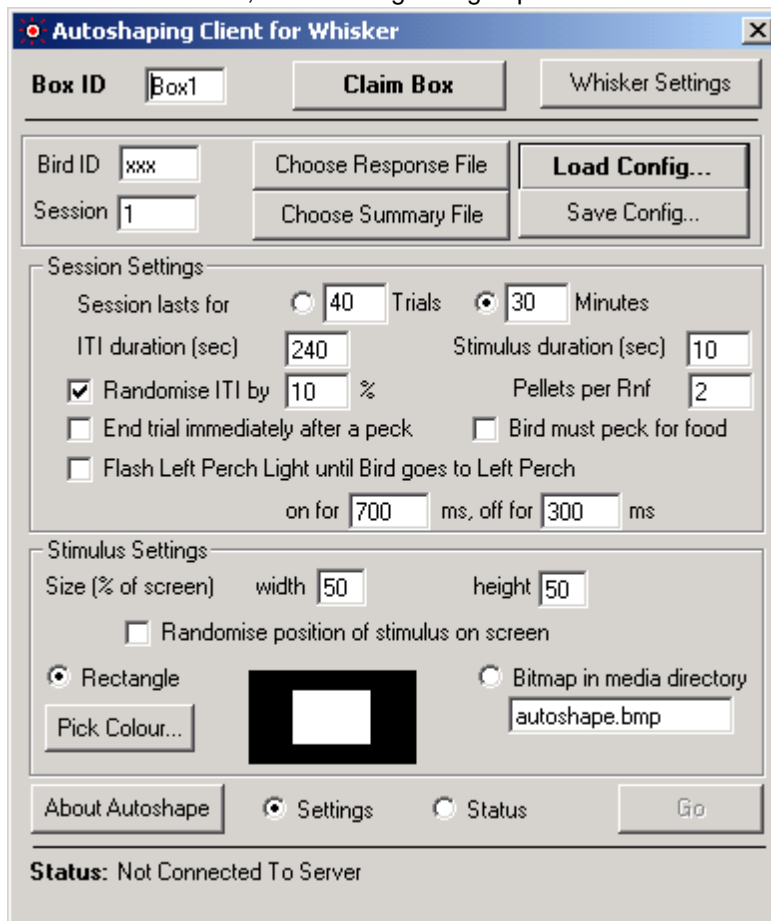 Autoshaping Client for Whisker
Box ID Box1 Claim Box Whisker Settings
Bird ID xxx Choose Response File Load Config...
Session 1 Choose Summary File Save Config...
Session Settings
Session lasts for 40 Trials 30 Minutes
ITI duration (sec) 240 Stimulus duration (sec) 10
Randomise ITI by 10 % Pellets per Rnf 2
End trial immediately after a peck Bird must peck for food
Flash Left Perch Light until Bird goes to Left Perch
on for 700 ms, off for 300 ms
Stimulus Settings
Size (% of screen) width 50 height 50
Randomise position of stimulus on screen
Rectangle Bitmap in media directory
Pick Colour... autoshape.bmp
About Autoshape Settings Status Go
Status: Not Connected To Server